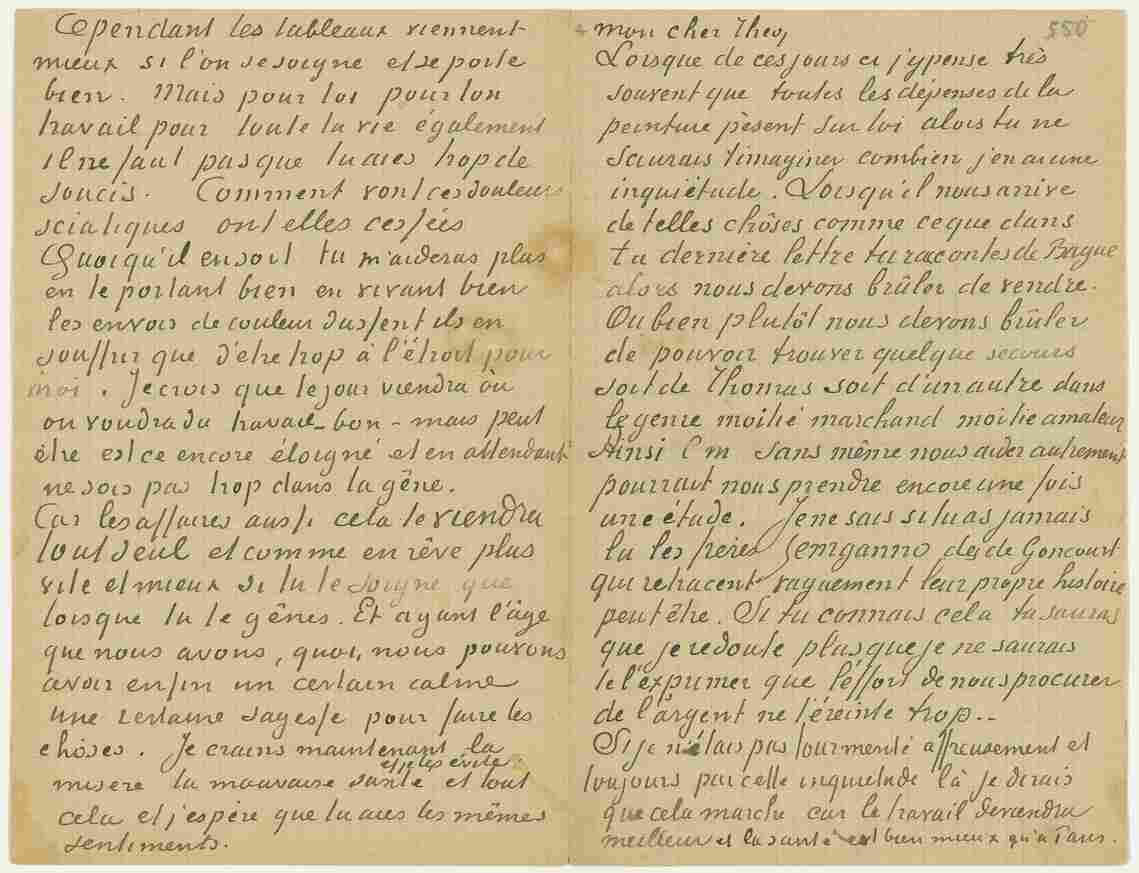 Cependant les tableaux viennent
mieux si l'on se soigne et se porte
bien. Mais pour toi pour ton
travail pour toute ta vie également
il ne faut pas que tu aies trop de
soucis. Comment vont ces douleurs
sciatiques ont elles cessées
Quoiqu'il en soit tu m'aideras plus
en te portant bien en vivant bien
les envois de couleur dussent ils en
souffrir que d'être trop à l'étroit pour
moi. Je crois que le jour viendra où
on voudra du travail – bon – mais peut
être est ce encore éloigné et en attendant
ne sois pas trop dans la gêne.
Car les affaires aussi cela te viendra
tout seul et comme en rêve plus
vite et mieux si tu te soigne que
lorsque tu te gênes. Et ayant l'âge
que nous avons, quoi, nous pouvons
avoir enfin un certain calme
une certaine sagesse pour faire les
chôses. Je crains maintenant la
et je les évite
misère la mauvaise santé et tout
cela et j'espère que tu aies les mêmes
sentiments.
mon cher Theo, 550
Lorsque de ces jours ci j'y pense très
souvent que toutes les dépenses de la
peinture pèsent sur toi alors tu ne
saurais t'imaginer combien j'en ai une
inquiétude. Lorsqu'il nous arrive
de telles chôses comme ce que dans
ta dernière lettre tu racontes de Bague
alors nous devons brûler de vendre.
Ou bien plutôt nous devons brûler
de pouvoir trouver quelque secours
soit de Thomas soit d'un autre dans
le genre moitié marchand moitié amateur
Ainsi C m sans même nous aider autrement
pourrait nous prendre encore une fois
une étude. Je ne sais si tu as jamais
lu les frères Zemganno des de Goncourt
qui retracent vaguement leur propre histoire
peut être. Si tu connais cela tu sauras
que je redoute plus que je ne saurais
te l'exprimer que l'effort de nous procurer
de l'argent ne t'éreinte trop..
Si je n'étais pas tourmenté affreusement et
toujours par celle inquietude là je dirais
que cela marche car le travail deviendra
meilleur et la santé est bien mieux qu'à Paris.